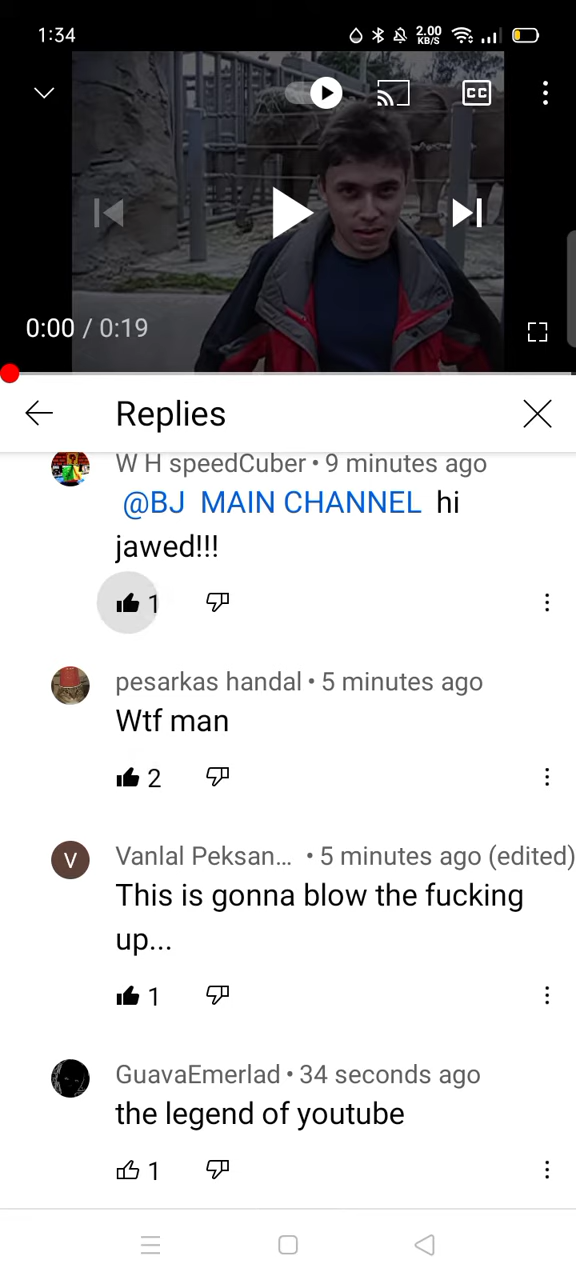 1:34
2.00
KB/S
CC
0:00 / 0:19
Replies
W H speedCuber • 9 minutes ago
@BJ MAIN CHANNEL hi
jawed!!!
1
pesarkas handal • 5 minutes ago
Wtf man
2
V
Vanlal Peksan... • 5 minutes ago (edited)
This is gonna blow the fucking
up...
1
GuavaEmerlad • 34 seconds ago
the legend of youtube
1